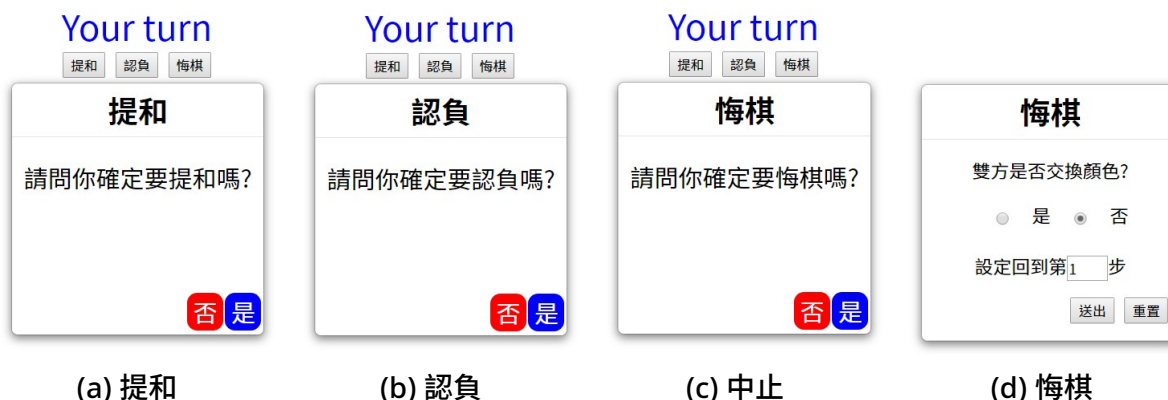 Your turn
提和 認負 悔棋
提和
請問你確定要提和嗎?
否 是
(a) 提和
Your turn
提和 認負 悔棋
認負
請問你確定要認負嗎?
否 是
(b) 認負
Your turn
提和 認負 悔棋
悔棋
請問你確定要悔棋嗎?
否 是
(c) 中止
悔棋
雙方是否交換顏色?
是 否
設定回到第1步
送出 重置
(d) 悔棋